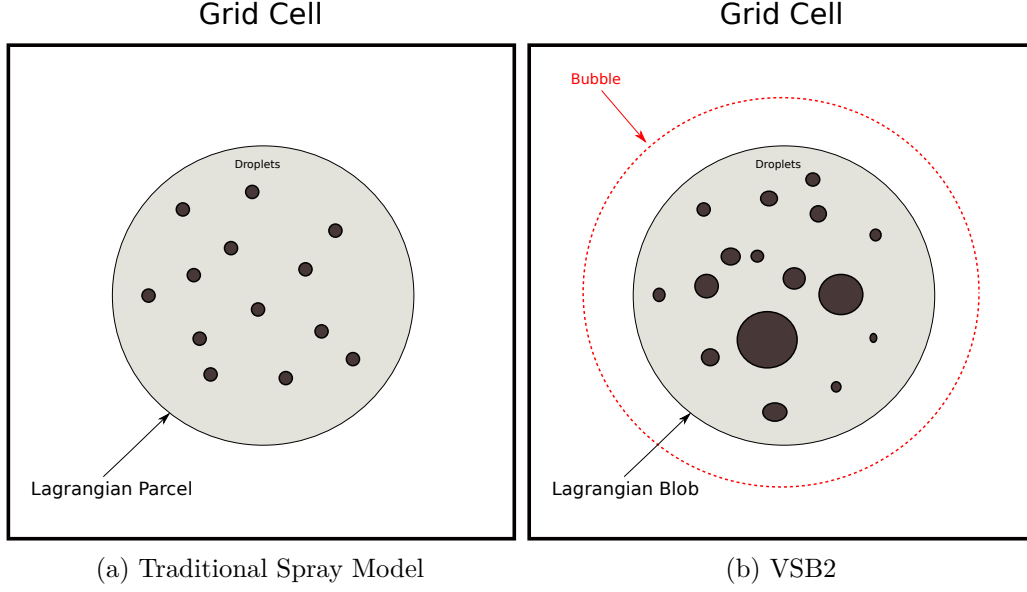 Grid Cell
Droplets
Lagrangian Parcel
(a) Traditional Spray Model
Grid Cell
Bubble
Droplets
Lagrangian Blob
(b) VSB2